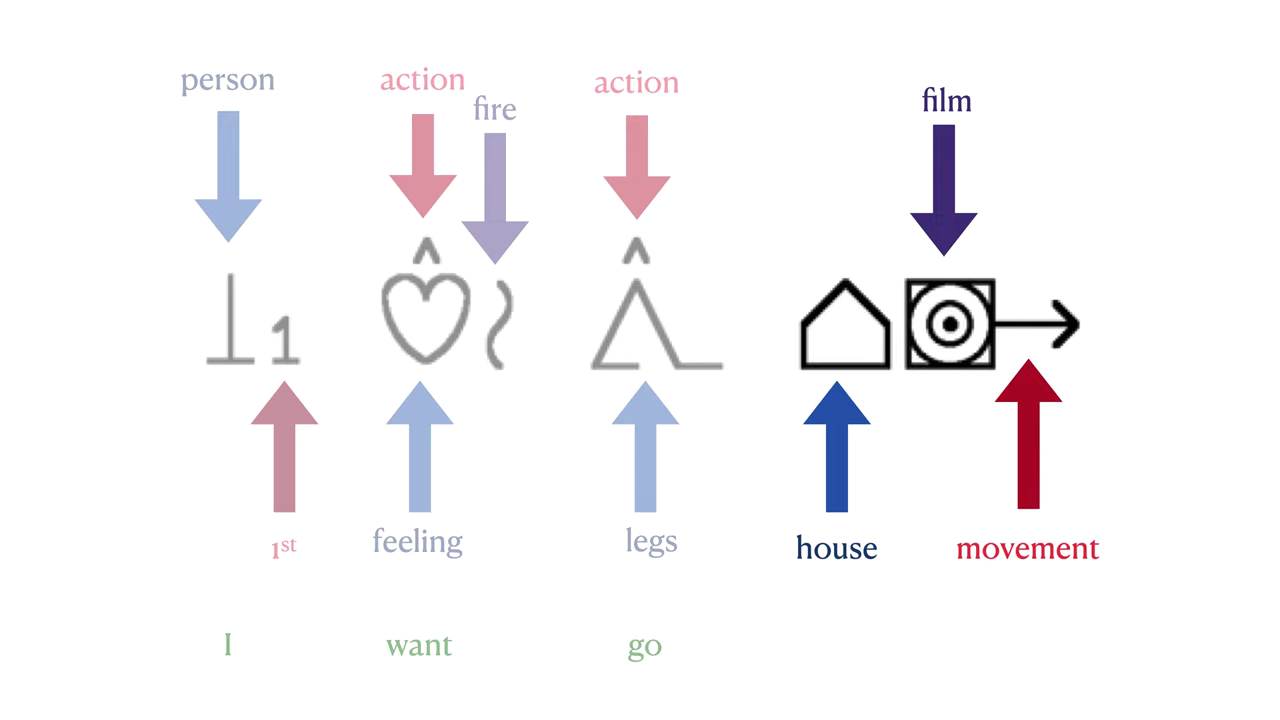 person
action
fire
action
film
1
1st
feeling
legs
house
movement
I want go